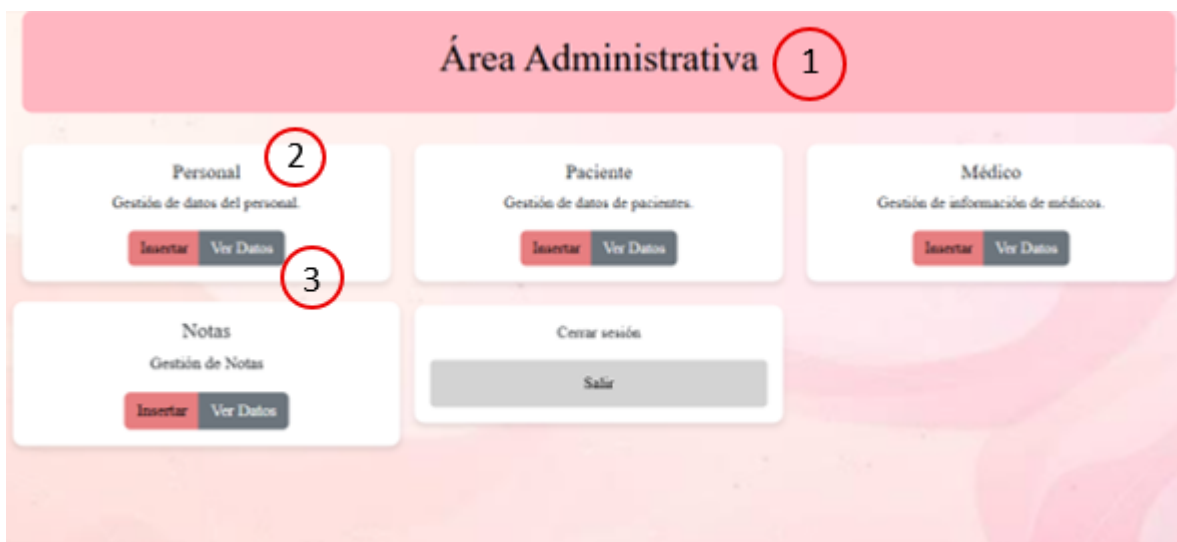 Área Administrativa 1
2
Personal
Gestión de datos del personal.
Insertar Ver Datos
3
Paciente
Gestión de datos de pacientes.
Insertar Ver Datos
Médico
Gestión de información de médicos.
Insertar Ver Datos
Notas
Gestión de Notas
Insertar Ver Datos
Cerrar sesión
Salir